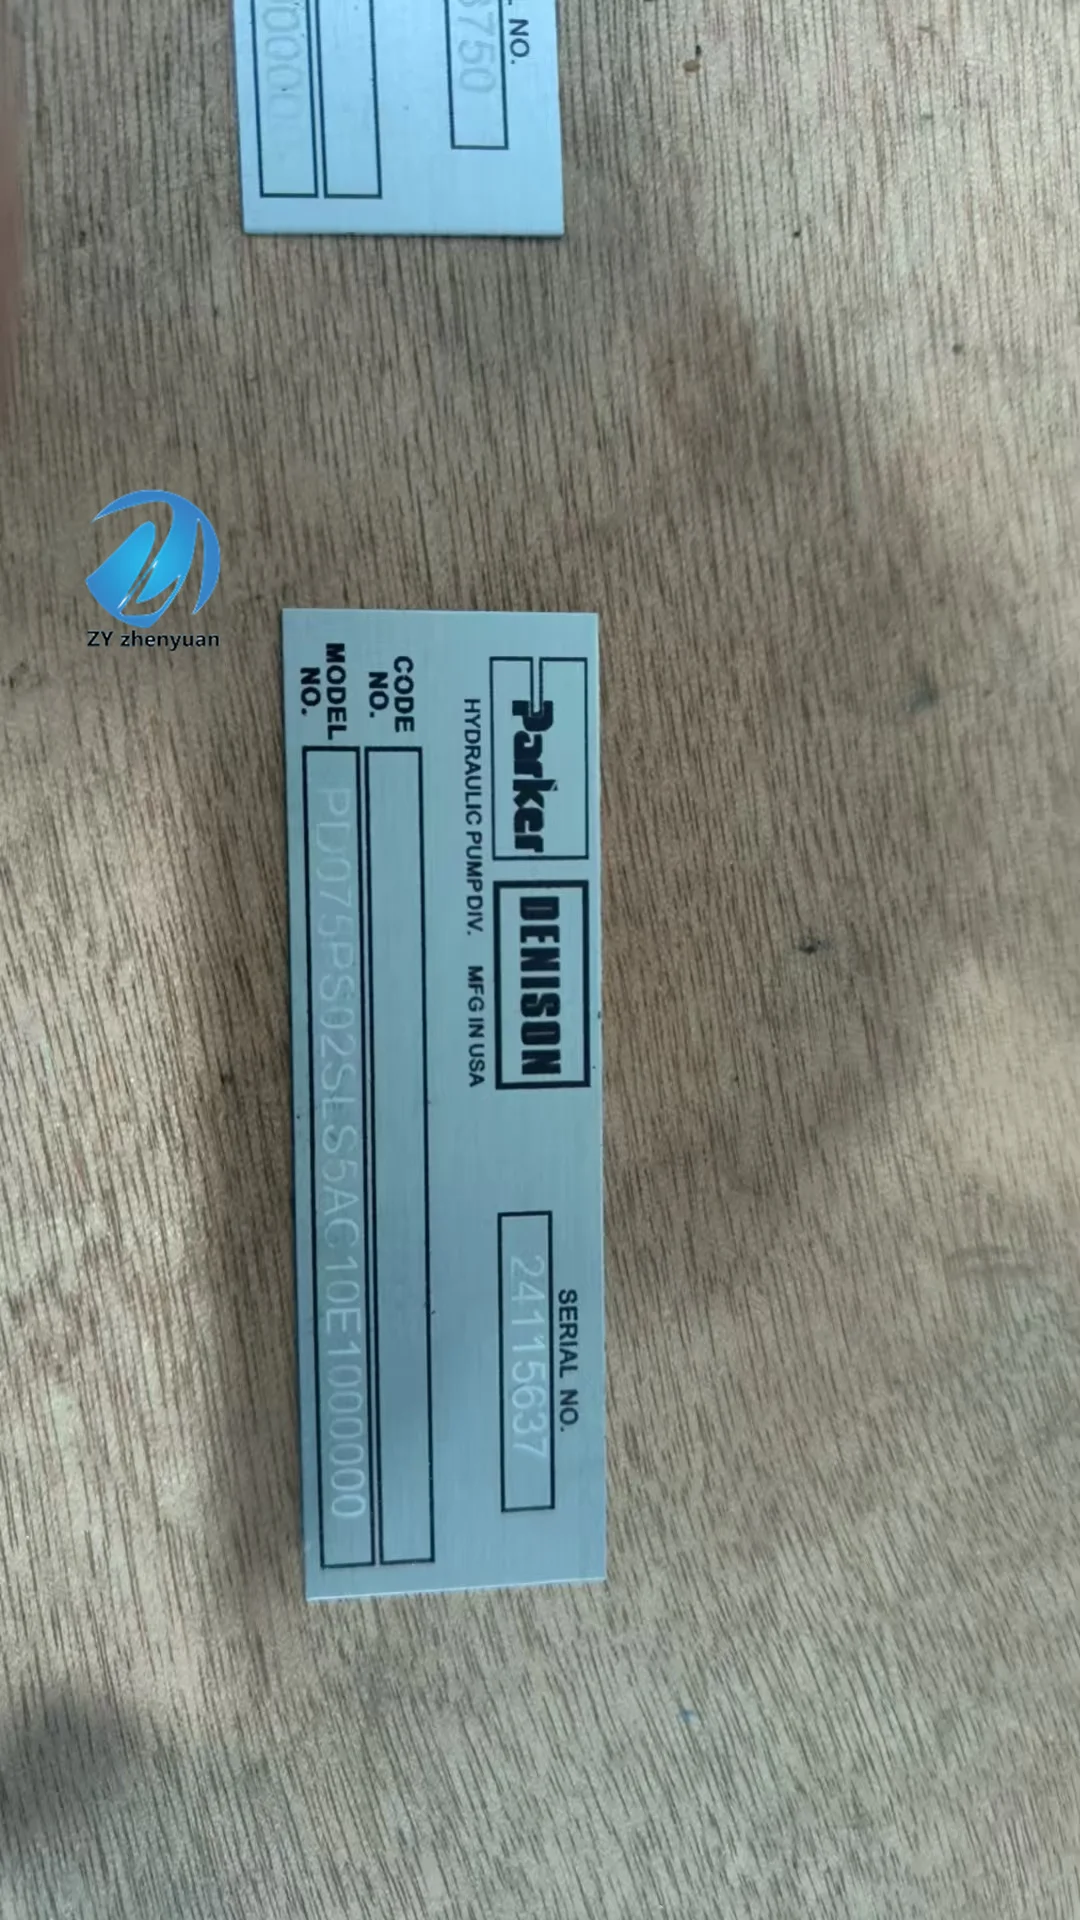 L NO.
3750
0000
ZY zhenyuan
Parker
DENISON
HYDRAULIC PUMP DIV. MFG IN USA
SERIAL NO.
24115637
CODE NO.
MODEL NO.
PD075PS02SLS5AC10E1000000